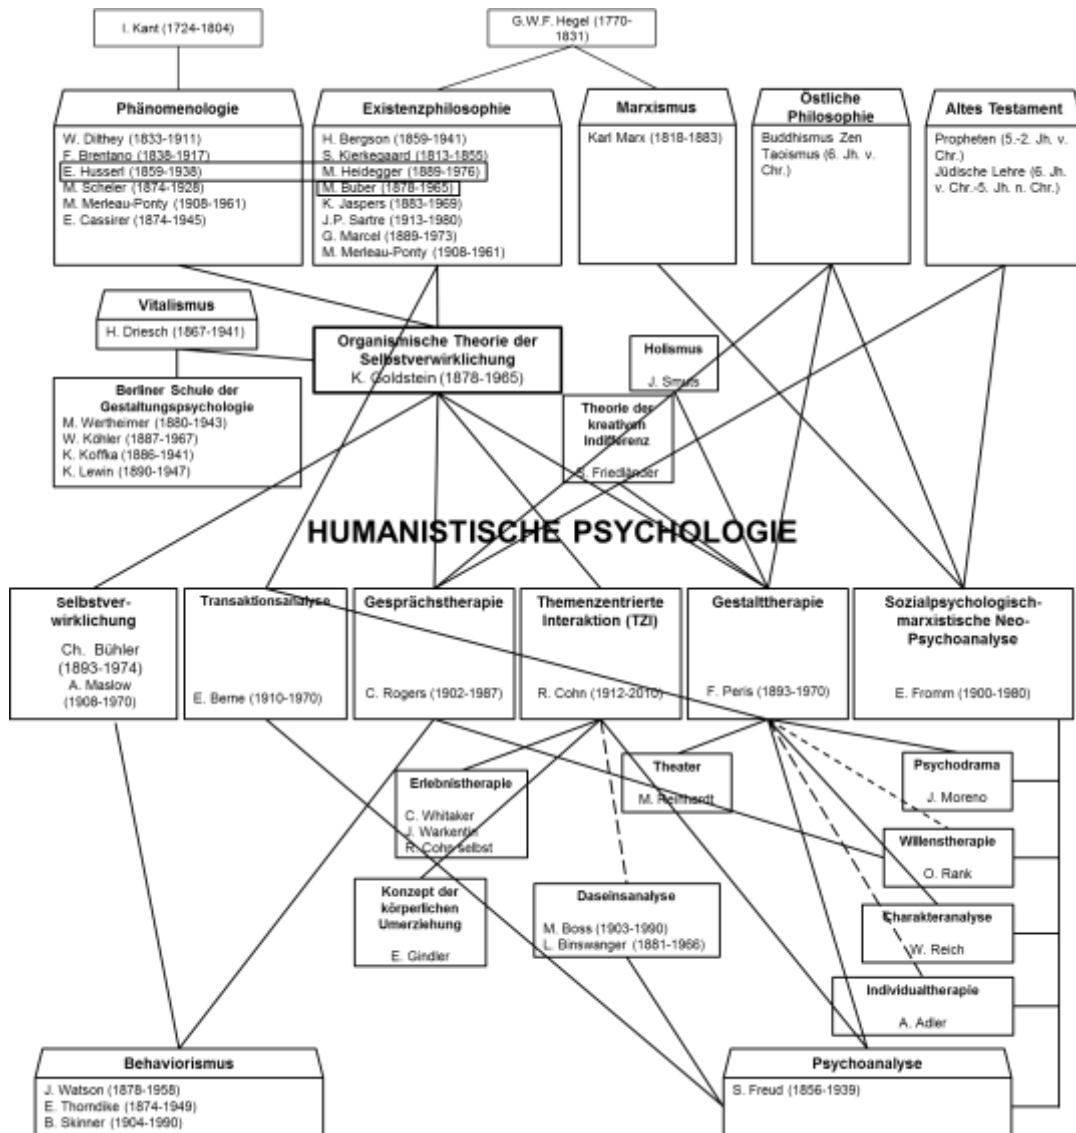 I. Kant (1724-1804)
G.W.F. Hegel (1770-
1831)
Phänomenologie
W. Dilthey (1833-1911)
F. Brentano (1838-1917)
E. Husserl (1859-1938)
M. Scheler (1874-1928)
M. Merleau-Ponty (1908-1961)
E. Cassirer (1874-1945)
Existenzphilosophie
H. Bergson (1859-1941)
S. Kierkegaard (1813-1855)
M. Heidegger (1889-1976)
M. Buber (1878-1965)
K. Jaspers (1883-1969)
J.P. Sartre (1913-1980)
G. Marcel (1889-1973)
M. Merleau-Ponty (1908-1961)
Marxismus
Karl Marx (1818-1883)
Östliche
Philosophie
Buddhismus Zen
Taoismus (6. Jh. v.
Chr.)
Altes Testament
Propheten (5.-2. Jh. v.
Chr.)
Jüdische Lehre (6. Jh.
v. Chr.-5. Jh. n. Chr.)
Vitalismus
H. Driesch (1867-1941)
Organismische Theorie der
Selbstverwirklichung
K. Goldstein (1878-1965)
Holismus
J. Smuts
Berliner Schule der
Gestaltungspsychologie
M. Wertheimer (1880-1943)
W. Köhler (1887-1967)
K. Koffka (1886-1941)
K. Lewin (1890-1947)
Theorie der
kreativen
Indifferenz
S. Friedländer
HUMANISTISCHE PSYCHOLOGIE
selbstver-
wirklichung
Ch. Bühler
(1893-1974)
A. Maslow
(1908-1970)
Transaktionsanalyse
E. Berne (1910-1970)
Gesprächstherapie
C. Rogers (1902-1987)
Themenzentrierte
Interaktion (TZI)
R. Cohn (1912-2010)
Gestalttherapie
F. Peris (1893-1970)
Sozialpsychologisch-
marxistische Neo-
Psychoanalyse
E. Fromm (1900-1980)
Erlebnistherapie
C. Whitaker
J. Warkentin
R. Cohn selbst
Theater
M. Reinhardt
Psychodrama
J. Moreno
Willenstherapie
O. Rank
Konzept der
körperlichen
Umerziehung
E. Gindler
Daseinsanalyse
M. Boss (1903-1990)
L. Binswanger (1881-1966)
Charakteranalyse
W. Reich
Individualtherapie
A. Adler
Behaviorismus
J. Watson (1878-1958)
E. Thorndike (1874-1949)
B. Skinner (1904-1990)
Psychoanalyse
S. Freud (1856-1939)